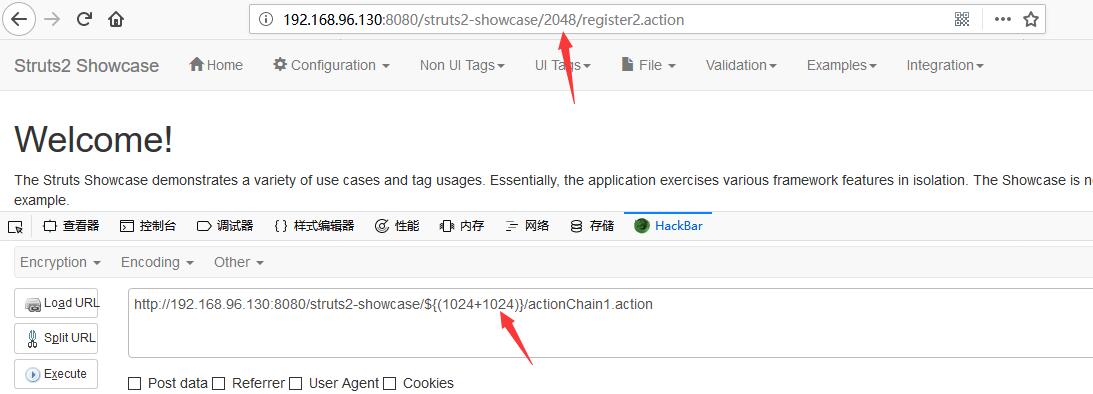 192.168.96.130:8080/struts2-showcase/2048/register2.action
Struts2 Showcase Home Configuration Non UI Tags UI Tags File Validation Examples Integration
Welcome!
The Struts Showcase demonstrates a variety of use cases and tag usages. Essentially, the application exercises various framework features in isolation. The Showcase is n
example.
查看器 控制台 调试器 { } 样式编辑器 性能 内存 网络 存储 HackBar
Encryption Encoding Other
Load URL http://192.168.96.130:8080/struts2-showcase/${(1024+1024)}/actionChain1.action
Split URL
Execute
Post data Referrer User Agent Cookies